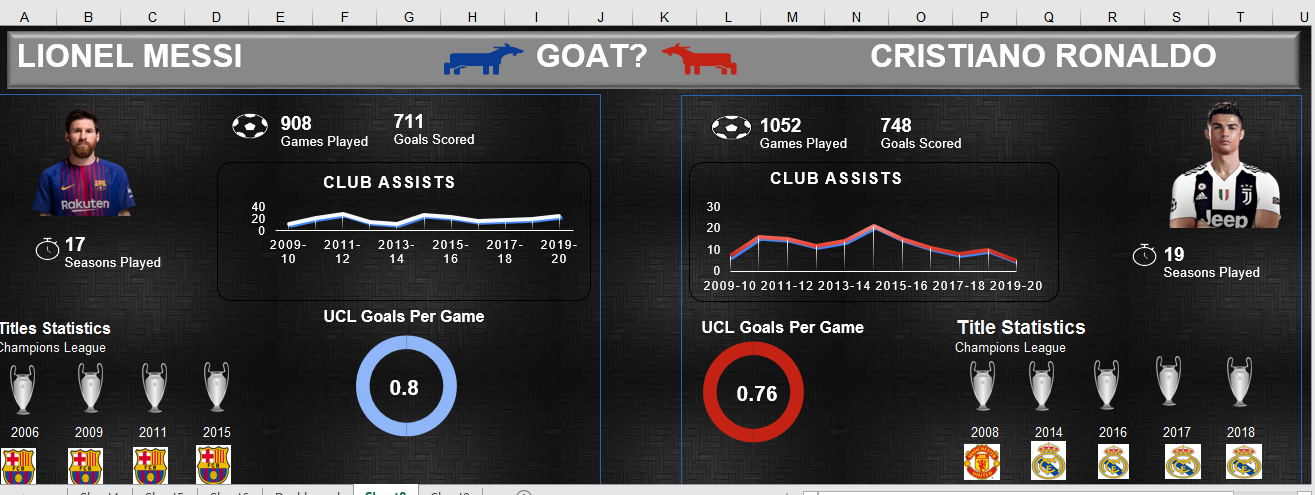 A B C D E F G H I J K L M N O P Q R S T U
LIONEL MESSI GOAT? CRISTIANO RONALDO
908
Games Played
711
Goals Scored
CLUB ASSISTS
40
20
0
2009-10 2011-12 2013-14 2015-16 2017-18 2019-20
Rakuten
17
Seasons Played
UCL Goals Per Game
0.8
Titles Statistics
Champions League
2006 2009 2011 2015
1052
Games Played
748
Goals Scored
CLUB ASSISTS
30
20
10
0
2009-10 2011-12 2013-14 2015-16 2017-18 2019-20
Jeep
19
Seasons Played
UCL Goals Per Game
0.76
Title Statistics
Champions League
2008 2014 2016 2017 2018